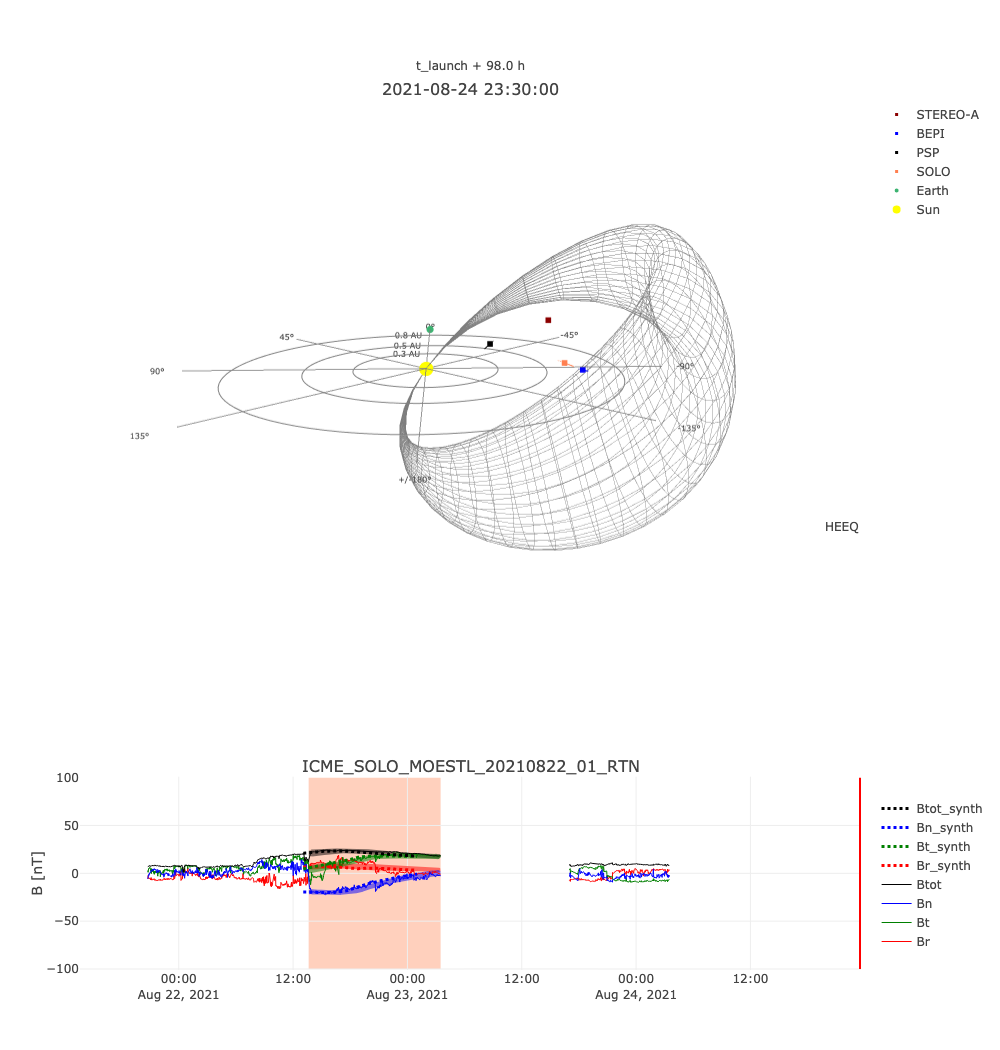 t_launch + 98.0 h
2021-08-24 23:30:00
STEREO-A
BEPI
PSP
SOLO
Earth
Sun
0°
45°
0.8 AU
-45°
0.5 AU
0.3 AU
90°
-90°
135°
-135°
+/-180°
HEEQ
ICME_SOLO_MOESTL_20210822_01_RTN
B [nT]
100
50
0
−50
−100
00:00
Aug 22, 2021
12:00
00:00
Aug 23, 2021
12:00
00:00
Aug 24, 2021
12:00
Btot_synth
Bn_synth
Bt_synth
Br_synth
Btot
Bn
Bt
Br